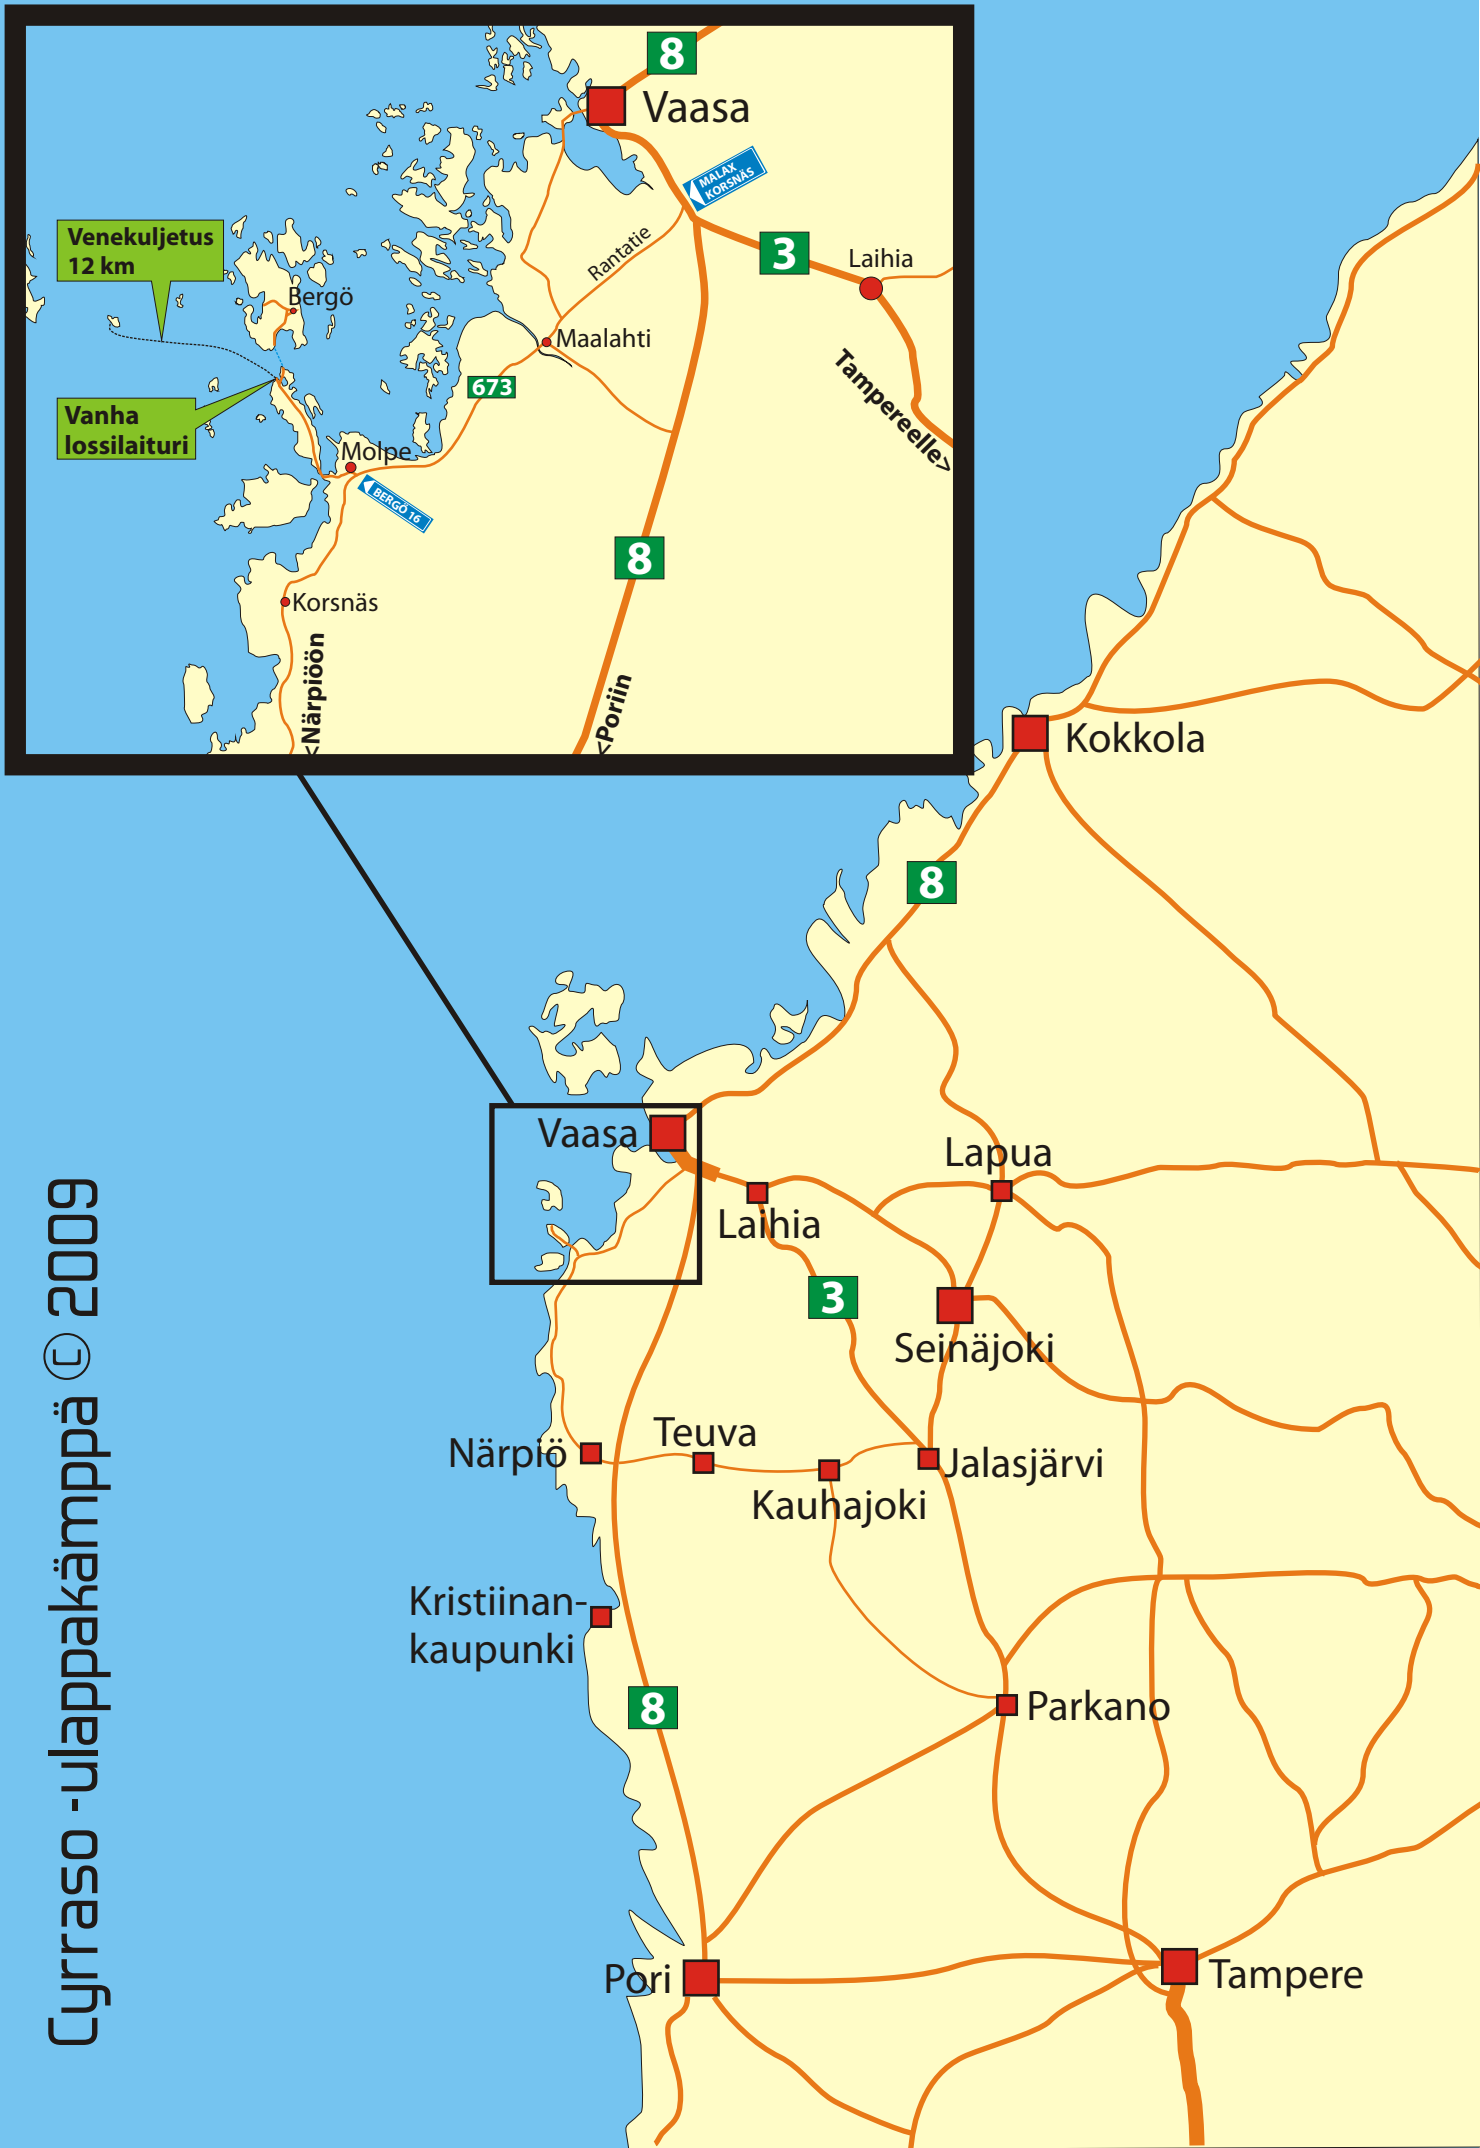 8
Vaasa
MALAX
KORSNÄS
Rantatie
3
Laihia
Venekuljetus
12 km
Bergö
Maalahti
673
Tampereelle>
Vanha
lossilaituri
Molpe
BERGÖ 16
8
Korsnäs
<Närpiöön
<Poriin
Kokkola
8
Vaasa
Lapua
Laihia
3
Seinäjoki
Närpiö
Teuva
Jalasjärvi
Kauhajoki
Kristiinan-
kaupunki
8
Parkano
Pori
Tampere
Cyrraso -ulappakämppä © 2009